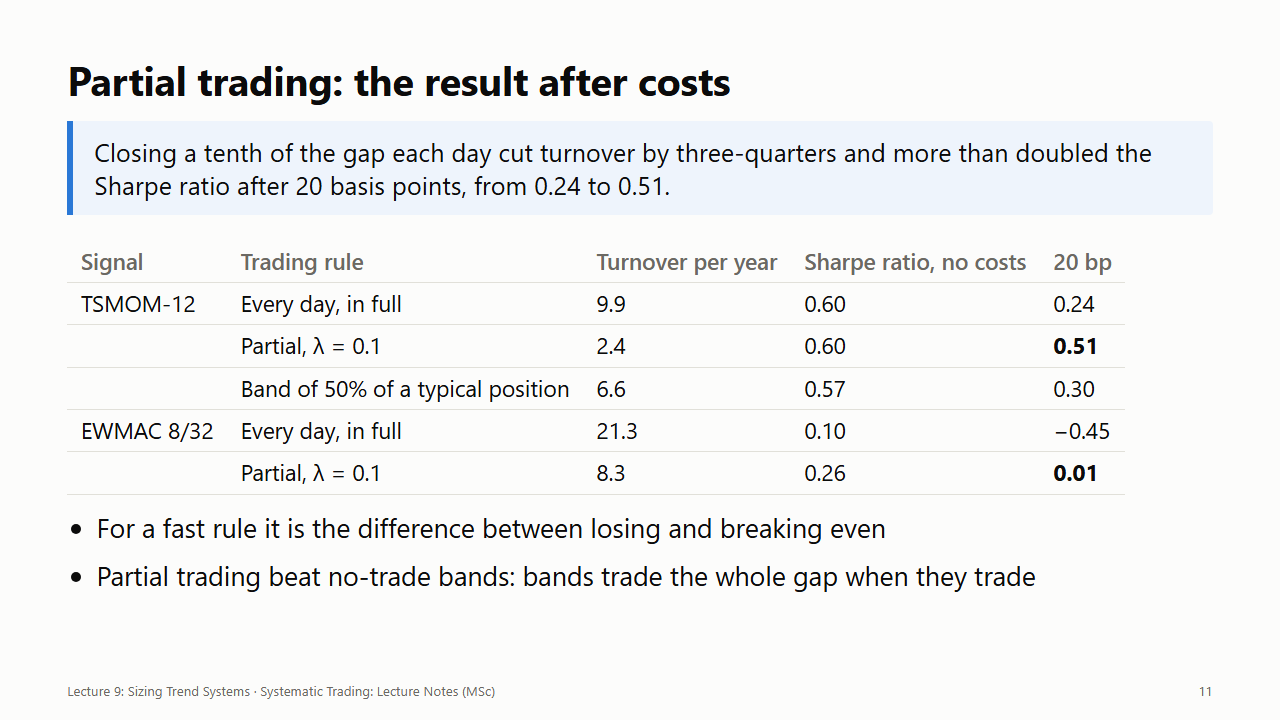 Partial trading: the result after costs
Closing a tenth of the gap each day cut turnover by three-quarters and more than doubled the
Sharpe ratio after 20 basis points, from 0.24 to 0.51.
Signal Trading rule Turnover per year Sharpe ratio, no costs 20 bp
TSMOM-12 Every day, in full 9.9 0.60 0.24
Partial, λ = 0.1 2.4 0.60 0.51
Band of 50% of a typical position 6.6 0.57 0.30
EWMAC 8/32 Every day, in full 21.3 0.10 −0.45
Partial, λ = 0.1 8.3 0.26 0.01
• For a fast rule it is the difference between losing and breaking even
• Partial trading beat no-trade bands: bands trade the whole gap when they trade
Lecture 9: Sizing Trend Systems · Systematic Trading: Lecture Notes (MSc) 11